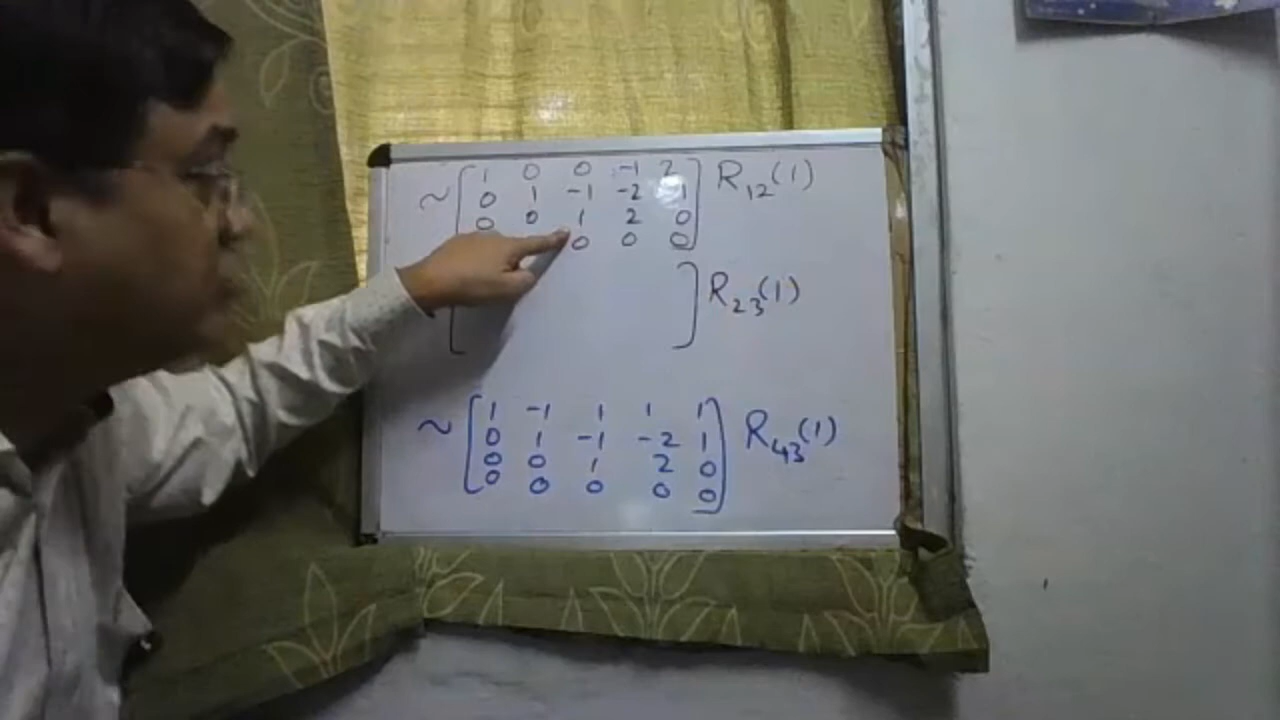 ~ [ 1 0 0 -1 2 ] R₁₂(1)
0 1 -1 -2 1
0 0 1 2 0
0 0 0
[ ] R₂₃(1)
~ [ 1 -1 1 1 1 ] R₄₃(1)
0 1 -1 -2 1
0 0 1 2 0
0 0 0 0 0